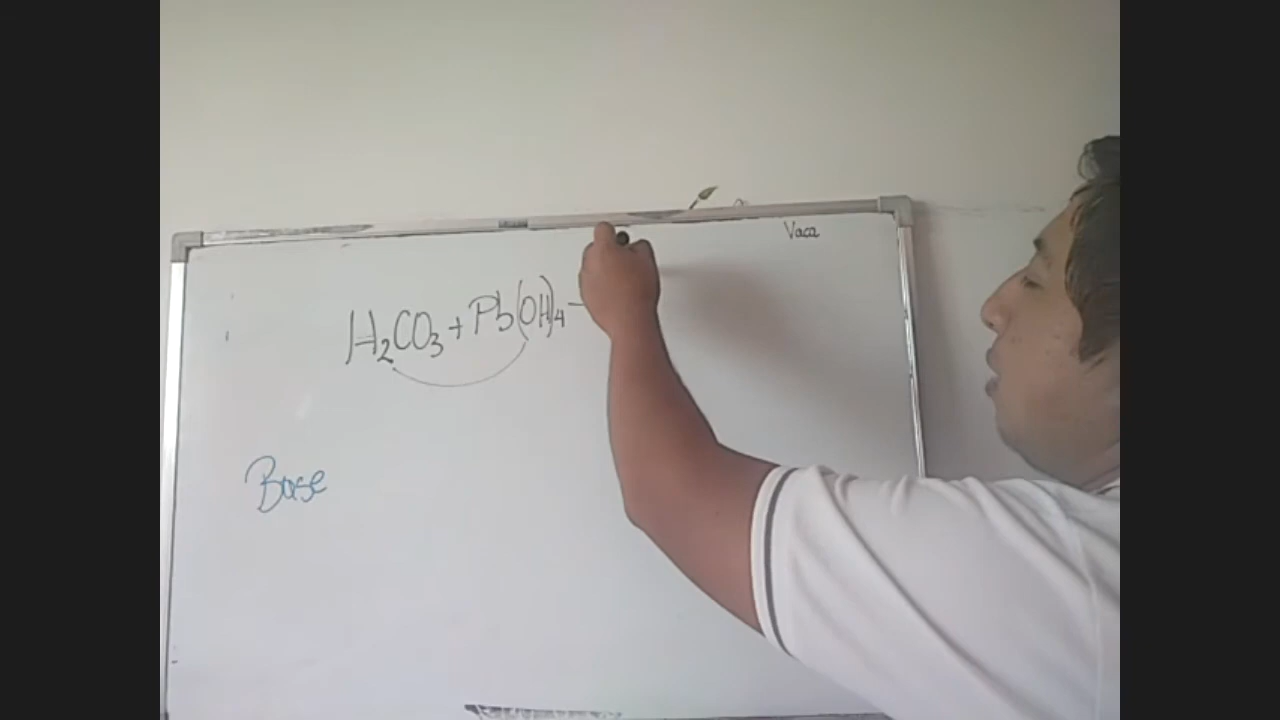 Vaca
H₂CO₃ + Pb(OH)₄ -
Base